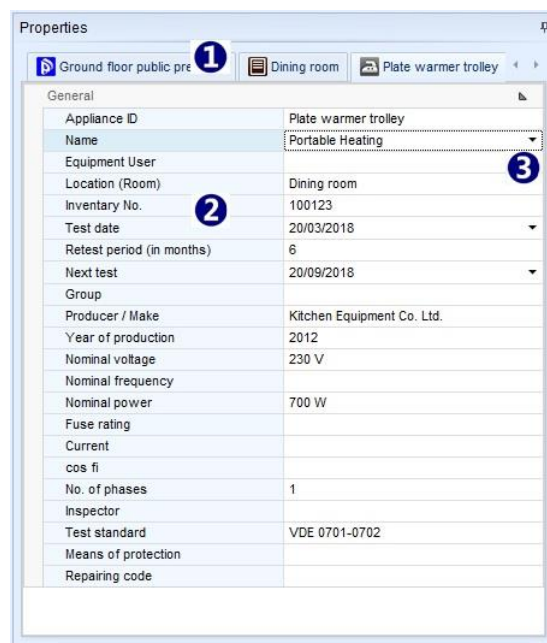 Properties
Ground floor public pre 1 Dining room Plate warmer trolley
General
Appliance ID Plate warmer trolley
Name Portable Heating
3
Equipment User
Location (Room) Dining room
Inventory No. 2 100123
Test date 20/03/2018
Retest period (in months) 6
Next test 20/09/2018
Group
Producer / Make Kitchen Equipment Co. Ltd.
Year of production 2012
Nominal voltage 230 V
Nominal frequency
Nominal power 700 W
Fuse rating
Current
cos fi
No. of phases 1
Inspector
Test standard VDE 0701-0702
Means of protection
Repairing code